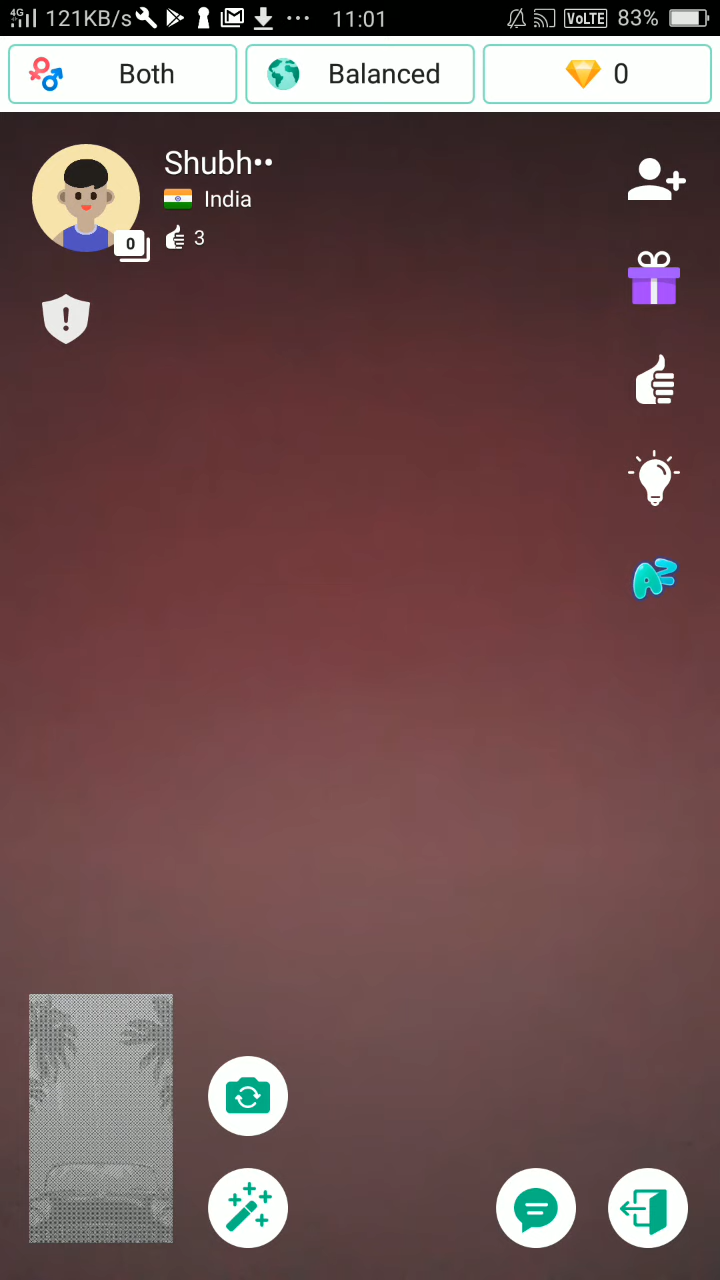 4G 121KB/s 11:01 VoLTE 83%
Both Balanced 0
Shubh••
India
0
3